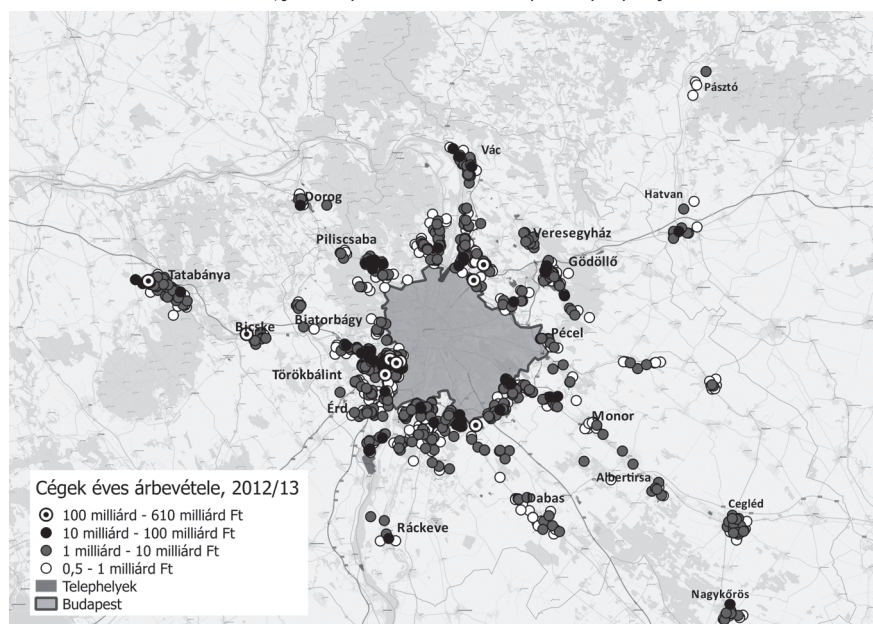 Pásztó
Vác
Hatvan
Dorog
Veresegyház
Piliscsaba
Gödöllő
Tatabánya
Biatorbágy
Bicske
Pécel
Törökbálint
Érd
Monor
Albertirsa
Dabas
Cegléd
Ráckeve
Nagykőrös
Cégek éves árbevétele, 2012/13
100 milliárd - 610 milliárd Ft
10 milliárd - 100 milliárd Ft
1 milliárd - 10 milliárd Ft
0,5 - 1 milliárd Ft
Telephelyek
Budapest